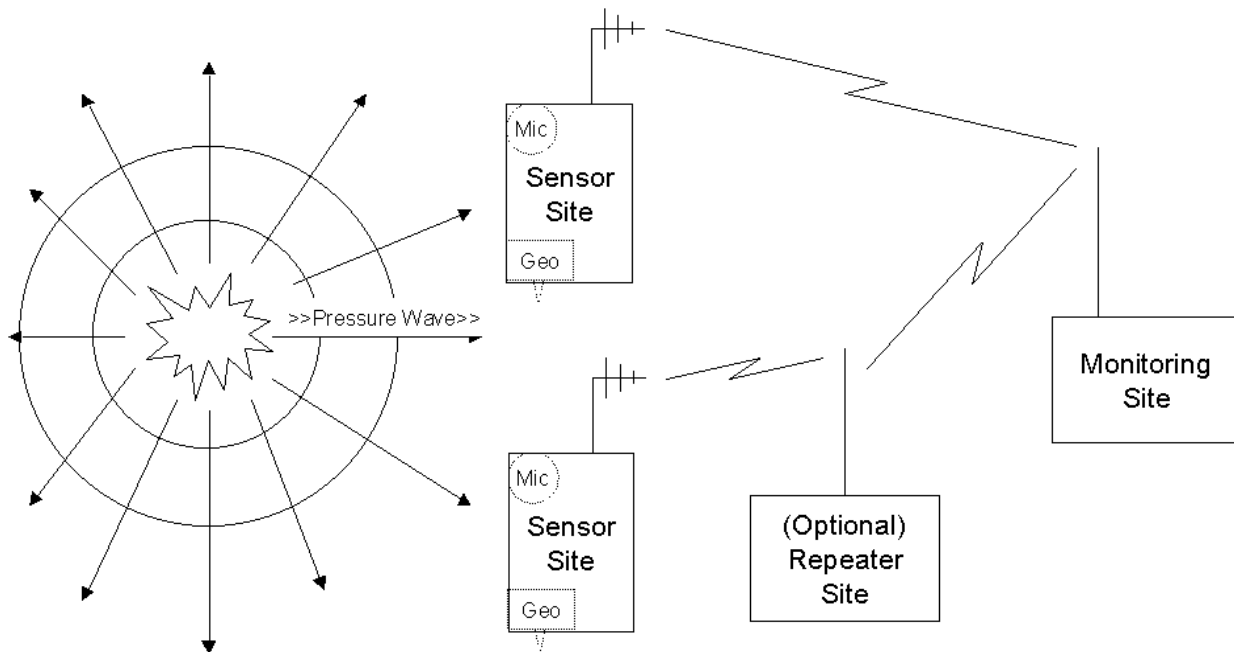 Mic
Sensor
Site
Geo
>>Pressure Wave>>
Monitoring
Site
Mic
Sensor
Site
Geo
(Optional)
Repeater
Site